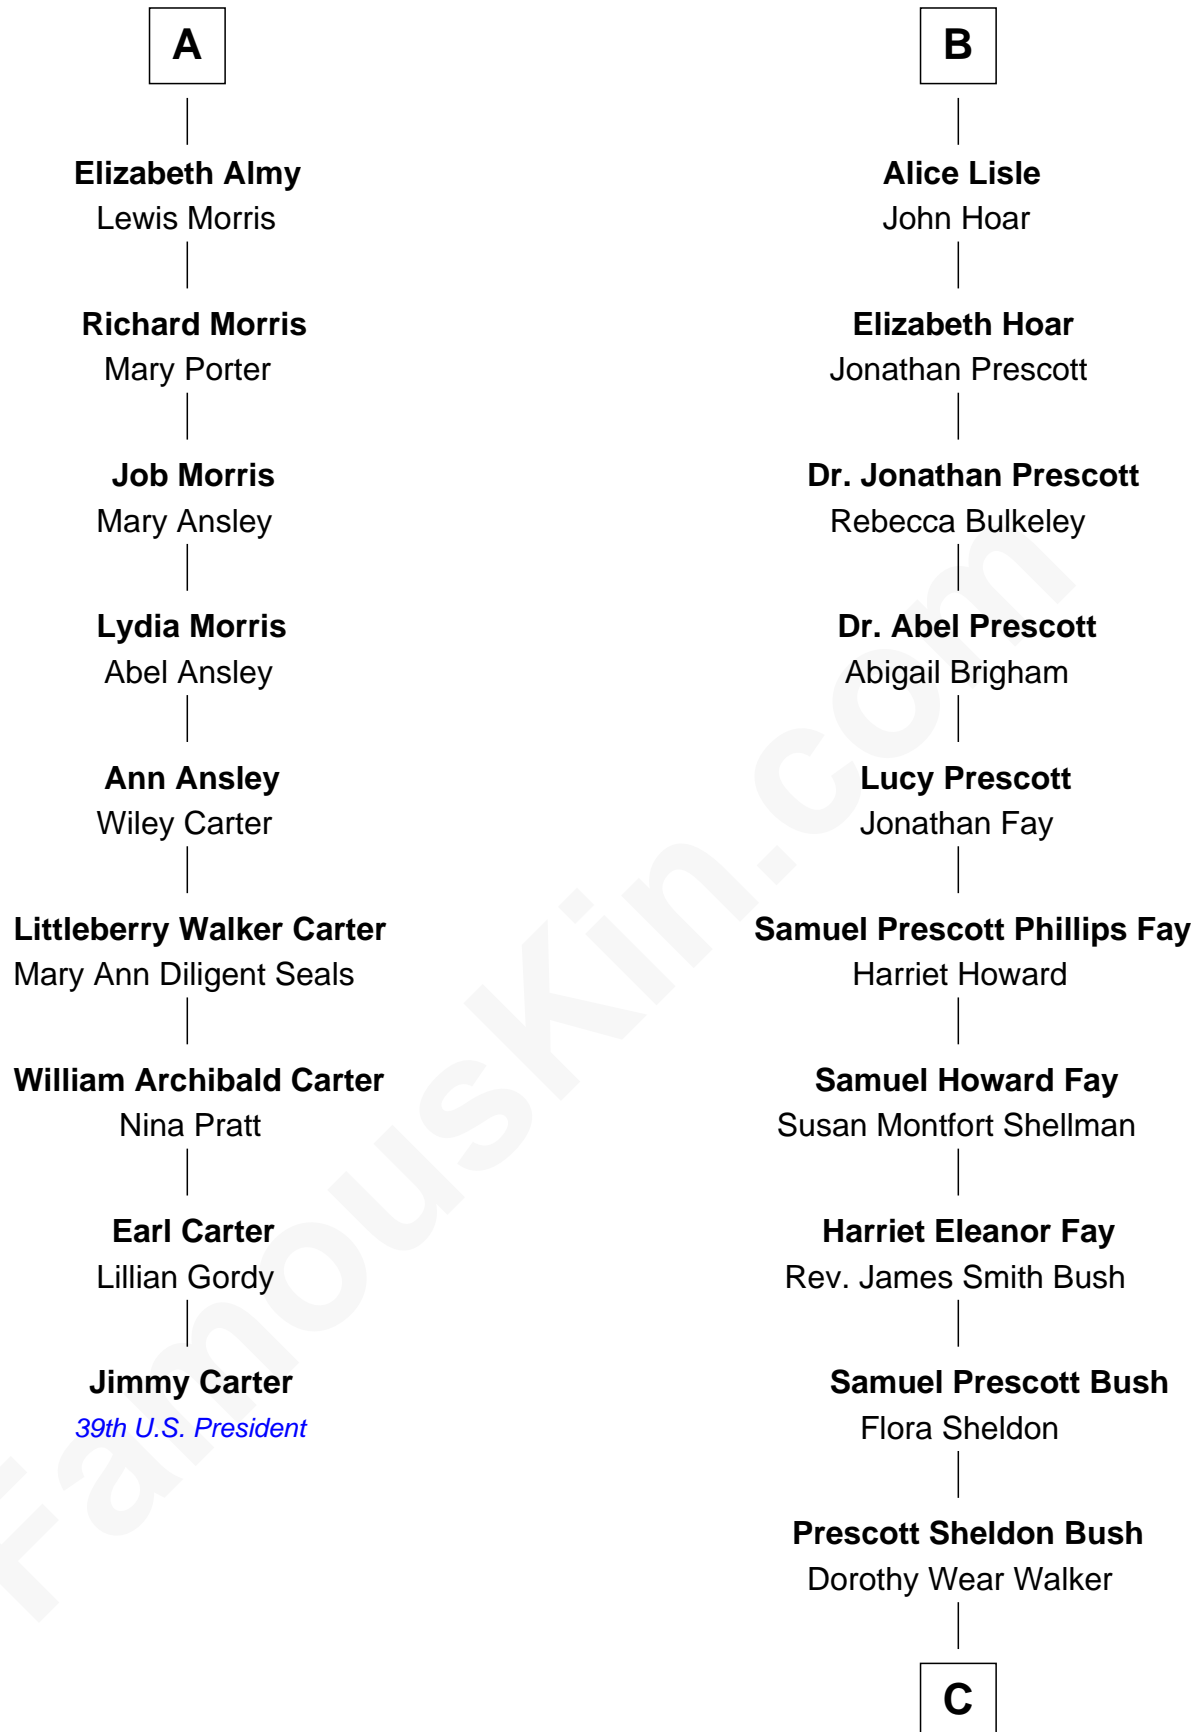 A
Elizabeth Almy
Lewis Morris
Richard Morris
Mary Porter
Job Morris
Mary Ansley
Lydia Morris
Abel Ansley
Ann Ansley
Wiley Carter
Littleberry Walker Carter
Mary Ann Diligent Seals
William Archibald Carter
Nina Pratt
Earl Carter
Lillian Gordy
Jimmy Carter
39th U.S. President
B
Alice Lisle
John Hoar
Elizabeth Hoar
Jonathan Prescott
Dr. Jonathan Prescott
Rebecca Bulkeley
Dr. Abel Prescott
Abigail Brigham
Lucy Prescott
Jonathan Fay
Samuel Prescott Phillips Fay
Harriet Howard
Samuel Howard Fay
Susan Montfort Shellman
Harriet Eleanor Fay
Rev. James Smith Bush
Samuel Prescott Bush
Flora Sheldon
Prescott Sheldon Bush
Dorothy Wear Walker
C
FamousKin.com